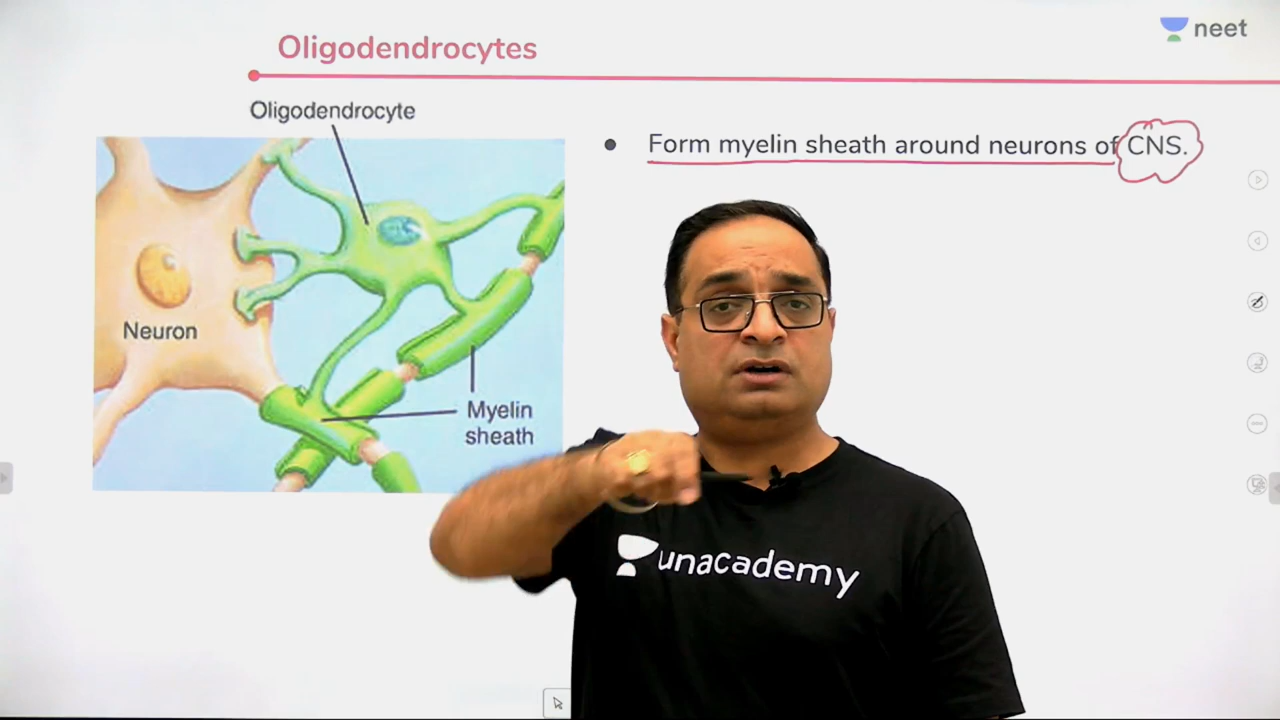 neet
Oligodendrocytes
Oligodendrocyte
Form myelin sheath around neurons of CNS.
Neuron
Myelin
sheath
unacademy